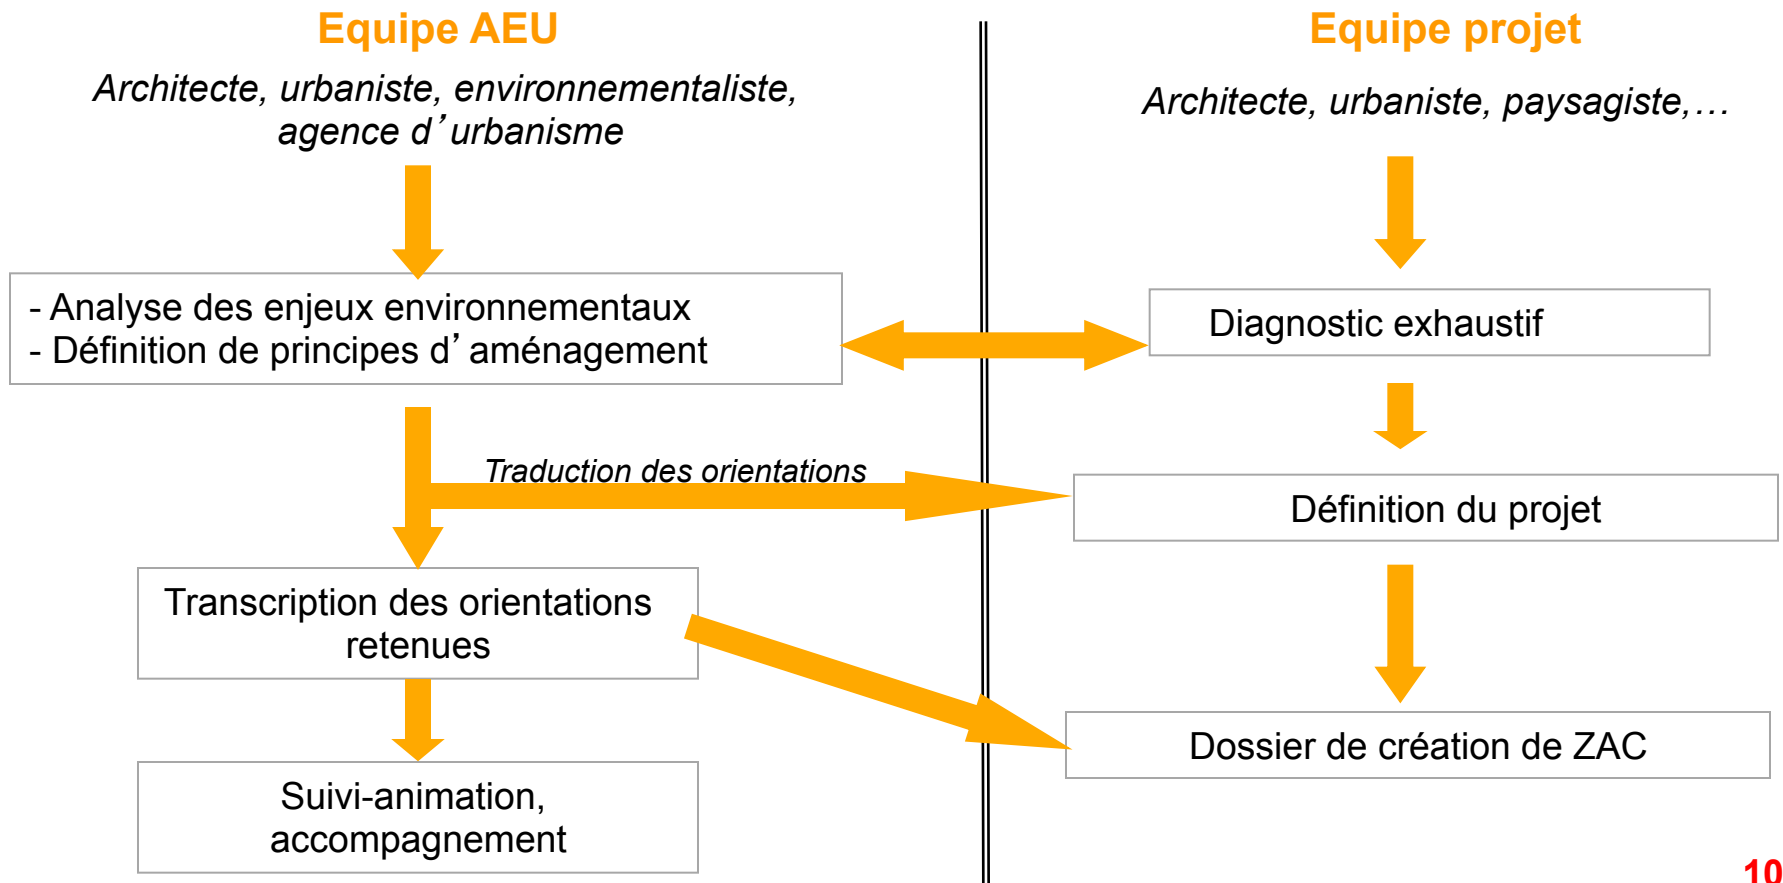 Equipe AEU
Architecte, urbaniste, environnementaliste,
agence d’urbanisme
- Analyse des enjeux environnementaux
- Définition de principes d’aménagement
Traduction des orientations
Transcription des orientations
retenues
Suivi-animation,
accompagnement
Equipe projet
Architecte, urbaniste, paysagiste,…
Diagnostic exhaustif
Définition du projet
Dossier de création de ZAC
10